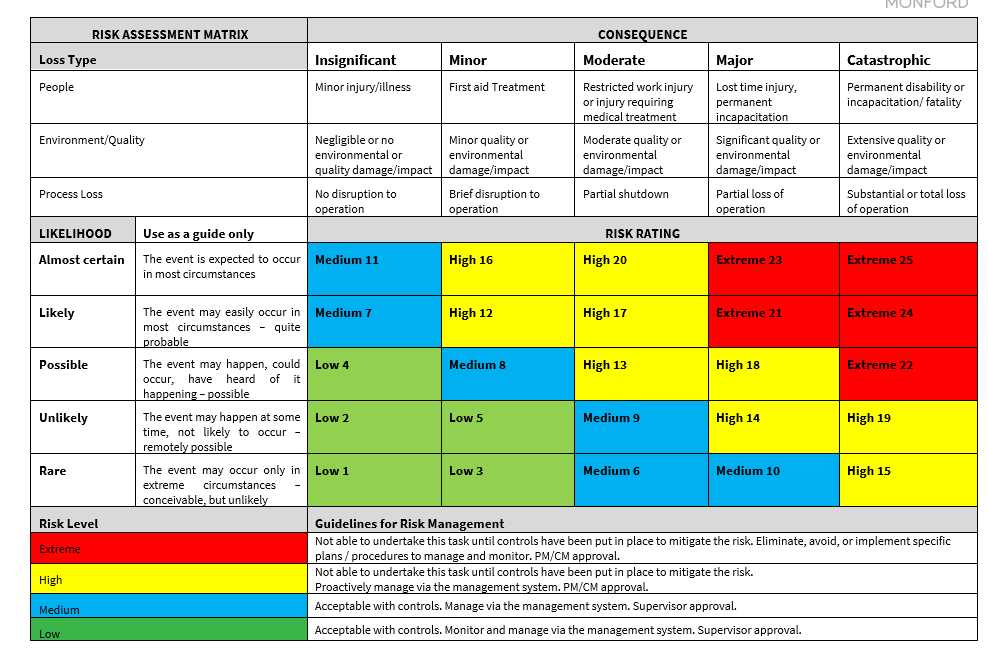 MONFORD
RISK ASSESSMENT MATRIX
CONSEQUENCE
Loss Type
Insignificant
Minor
Moderate
Major
Catastrophic
People
Minor injury/illness
First aid Treatment
Restricted work injury
or injury requiring
medical treatment
Lost time injury,
permanent
incapacitation
Permanent disability or
incapacitation/ fatality
Environment/Quality
Negligible or no
environmental or
quality damage/impact
Minor quality or
environmental
damage/impact
Moderate quality or
environmental
damage/impact
Significant quality or
environmental
damage/impact
Extensive quality or
environmental
damage/impact
Process Loss
No disruption to
operation
Brief disruption to
operation
Partial shutdown
Partial loss of
operation
Substantial or total loss
of operation
LIKELIHOOD
Use as a guide only
RISK RATING
Almost certain
The event is expected to occur
in most circumstances
Medium 11
High 16
High 20
Extreme 23
Extreme 25
Likely
The event may easily occur in
most circumstances – quite
probable
Medium 7
High 12
High 17
Extreme 21
Extreme 24
Possible
The event may happen, could
occur, have heard of it
happening – possible
Low 4
Medium 8
High 13
High 18
Extreme 22
Unlikely
The event may happen at some
time, not likely to occur –
remotely possible
Low 2
Low 5
Medium 9
High 14
High 19
Rare
The event may occur only in
extreme circumstances –
conceivable, but unlikely
Low 1
Low 3
Medium 6
Medium 10
High 15
Risk Level
Guidelines for Risk Management
Extreme
Not able to undertake this task until controls have been put in place to mitigate the risk. Eliminate, avoid, or implement specific
plans / procedures to manage and monitor. PM/CM approval.
High
Not able to undertake this task until controls have been put in place to mitigate the risk.
Proactively manage via the management system. PM/CM approval.
Medium
Acceptable with controls. Manage via the management system. Supervisor approval.
Low
Acceptable with controls. Monitor and manage via the management system. Supervisor approval.